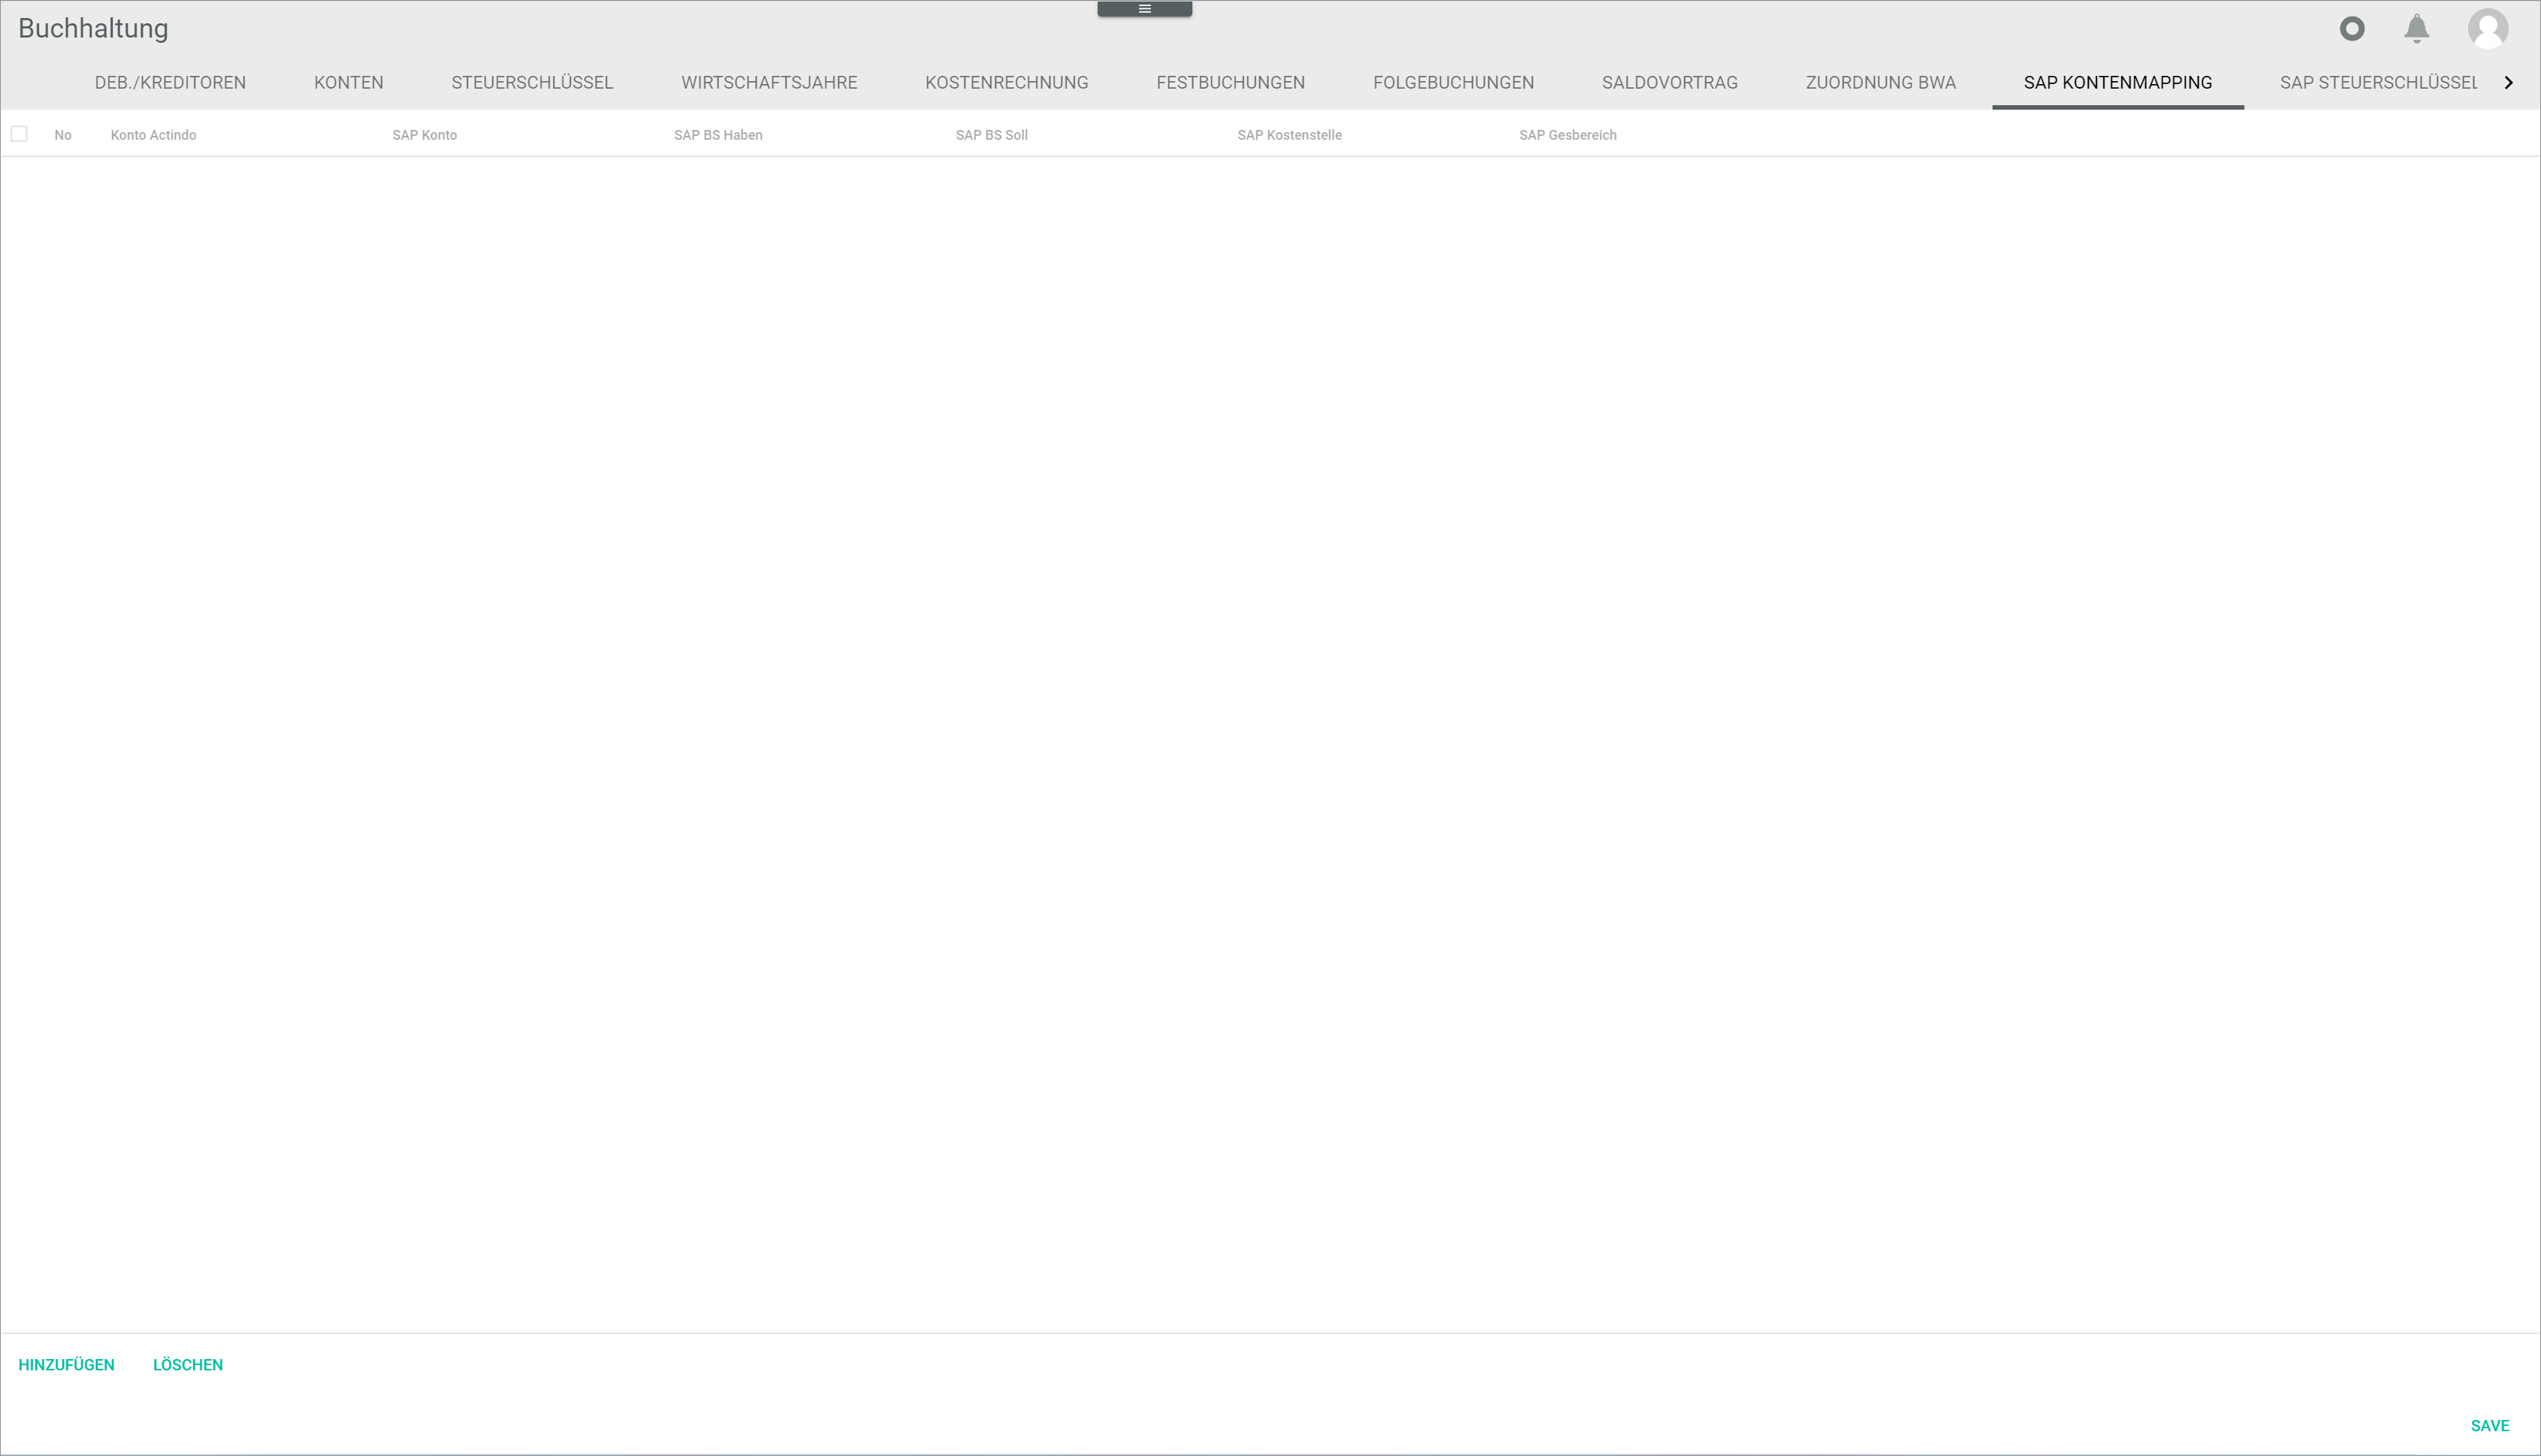 Buchhaltung
DEB./KREDITOREN KONTEN STEUERSCHLÜSSEL WIRTSCHAFTSJAHRE KOSTENRECHNUNG FESTBUCHUNGEN FOLGEBUCHUNGEN SALDOVORTRAG ZUORDNUNG BWA SAP KONTENMAPPING SAP STEUERSCHLÜSSEL
No Konto Actindo SAP Konto SAP BS Haben SAP BS Soll SAP Kostenstelle SAP Gesbereich
HINZUFÜGEN LÖSCHEN
SAVE